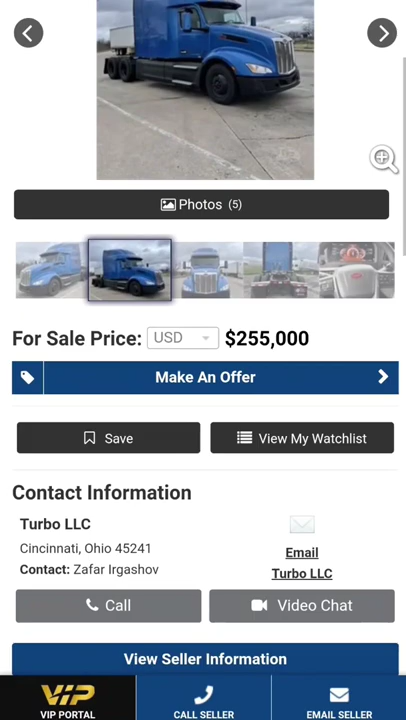 Photos (5)
For Sale Price: USD $255,000
Make An Offer
Save
View My Watchlist
Contact Information
Turbo LLC
Cincinnati, Ohio 45241
Contact: Zafar Irgashov
Email
Turbo LLC
Call
Video Chat
View Seller Information
VIP
VIP PORTAL
CALL SELLER
EMAIL SELLER